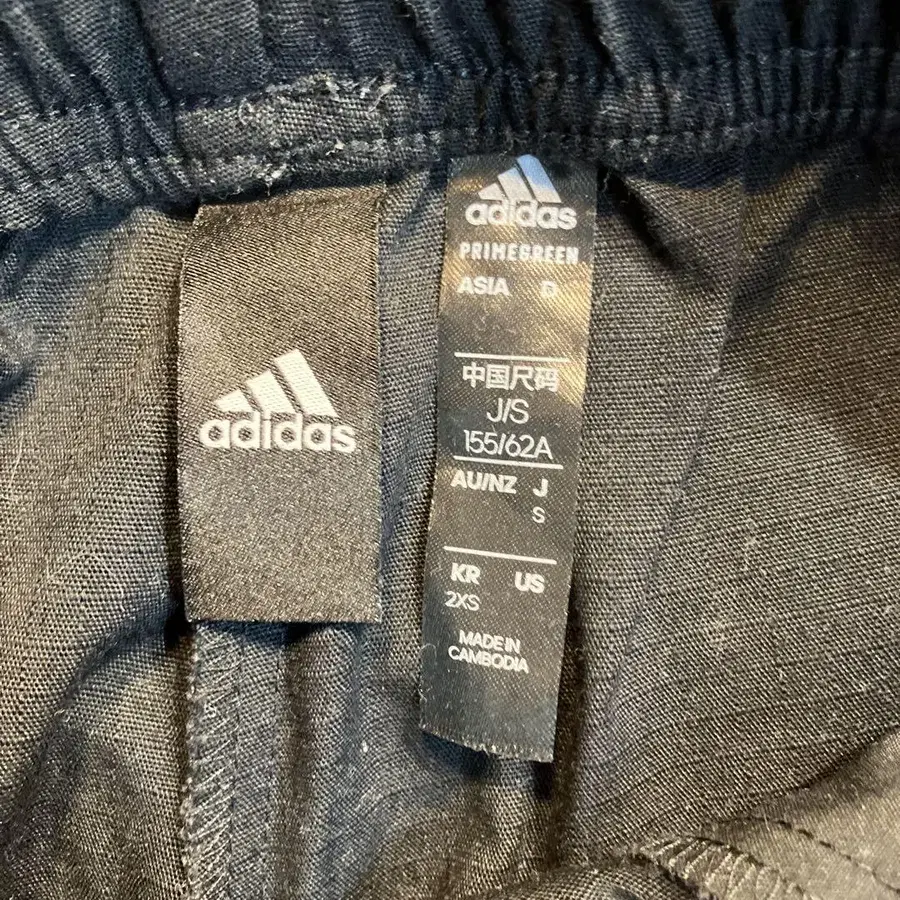 adidas
adidas
PRIMEGREEN
ASIA D
中国尺码
J/S
155/62A
AU/NZ J
S
KR US
2XS
MADE IN
CAMBODIA